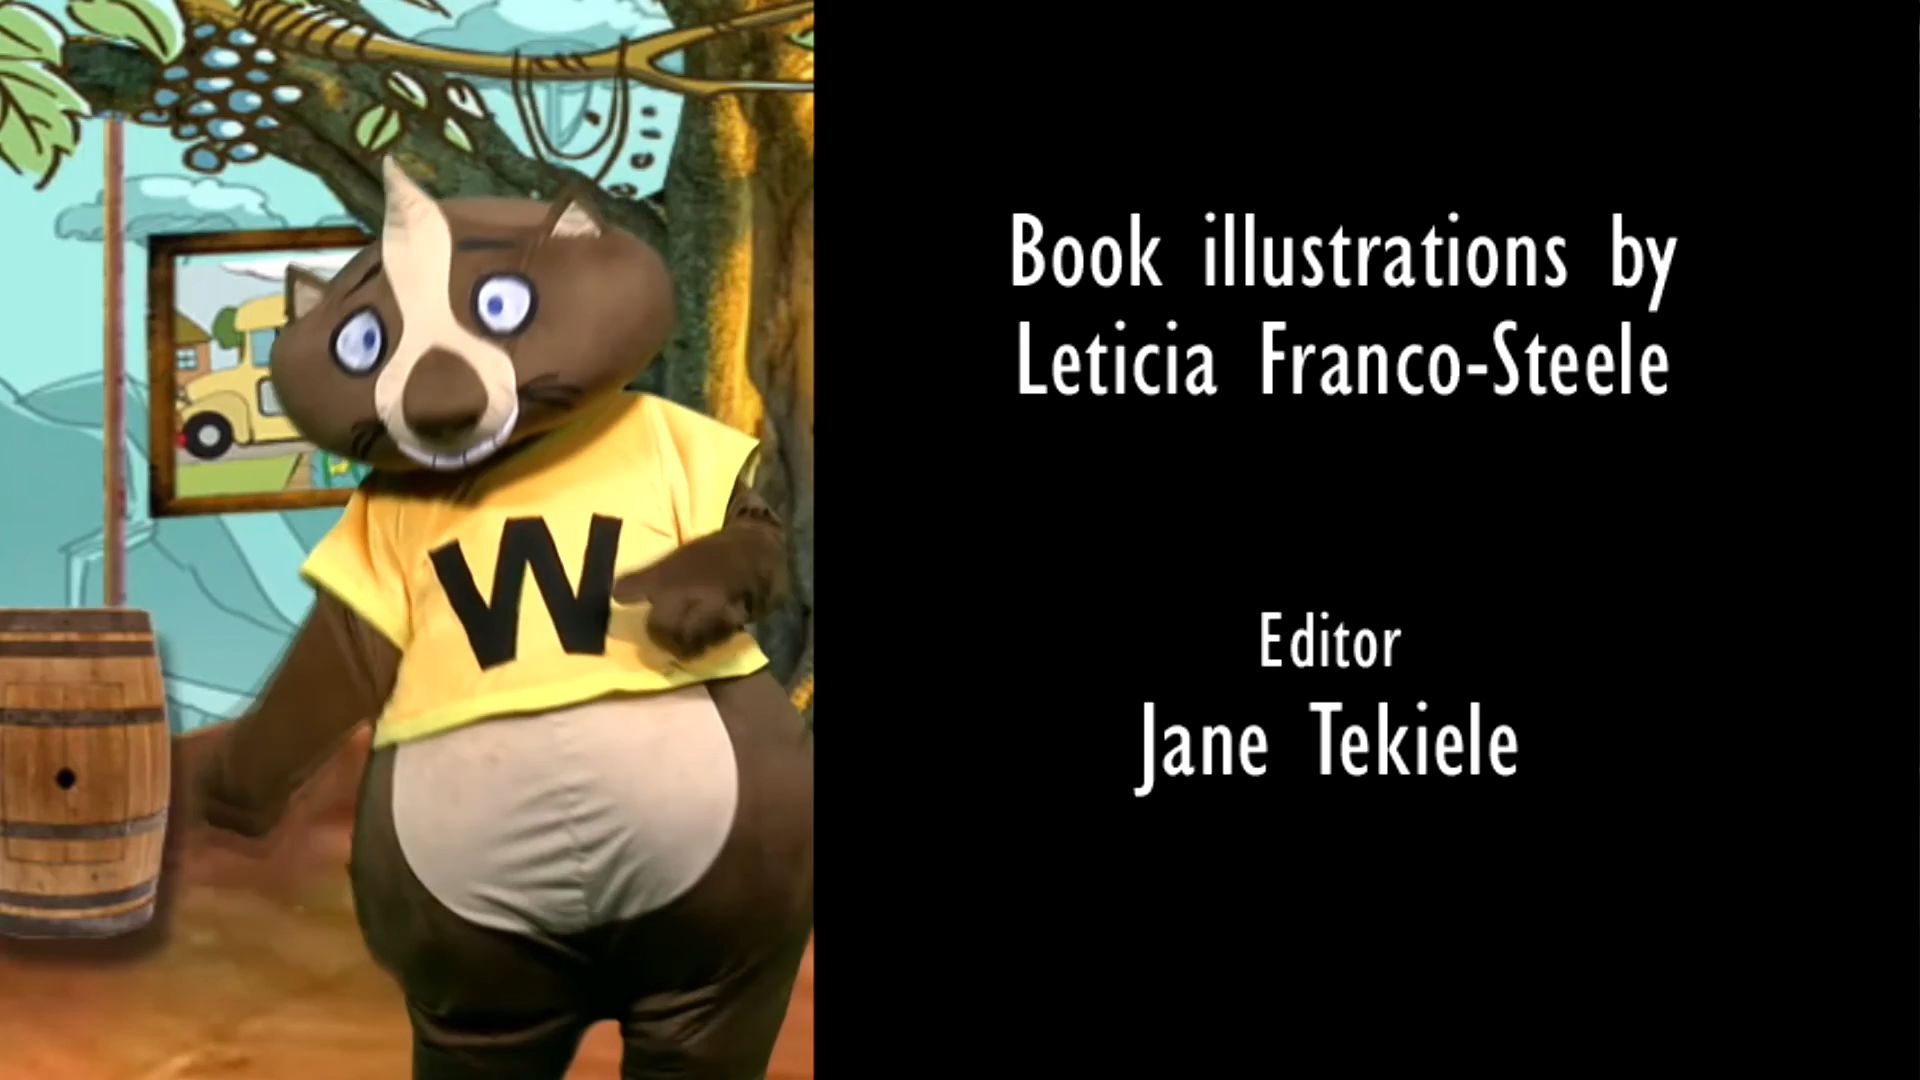 W
Book illustrations by
Leticia Franco-Steele
Editor
Jane Tekiele